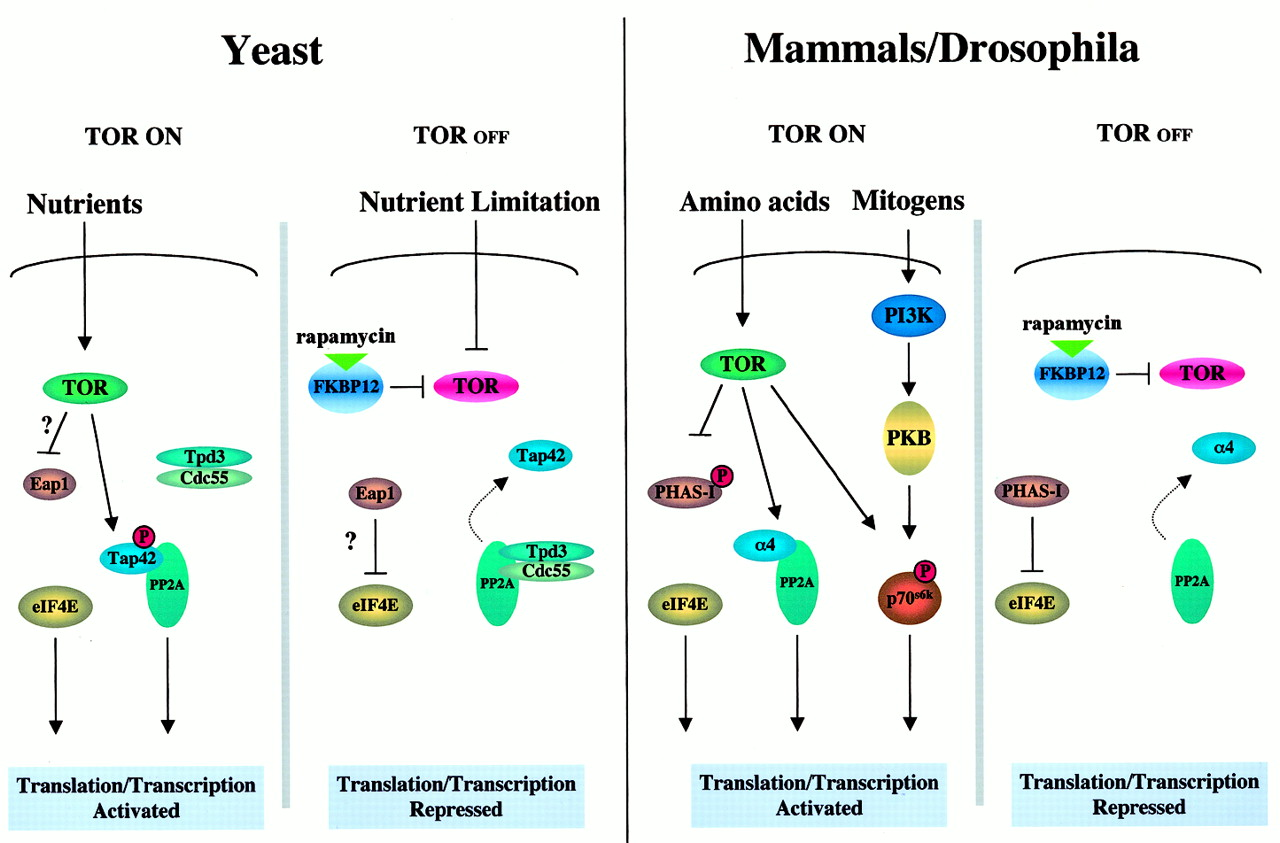 Yeast
Mammals/Drosophila
TOR ON
TOR OFF
TOR ON
TOR OFF
Nutrients
Nutrient Limitation
Amino acids
Mitogens
TOR
?
Eap1
Tpd3
Cdc55
P
Tap42
PP2A
eIF4E
Translation/Transcription
Activated
rapamycin
FKBP12
TOR
Tap42
Eap1
?
Tpd3
Cdc55
PP2A
eIF4E
Translation/Transcription
Repressed
PI3K
TOR
PKB
P
PHAS-I
α4
PP2A
eIF4E
P
p70s6k
Translation/Transcription
Activated
rapamycin
FKBP12
TOR
α4
PHAS-I
PP2A
eIF4E
Translation/Transcription
Repressed